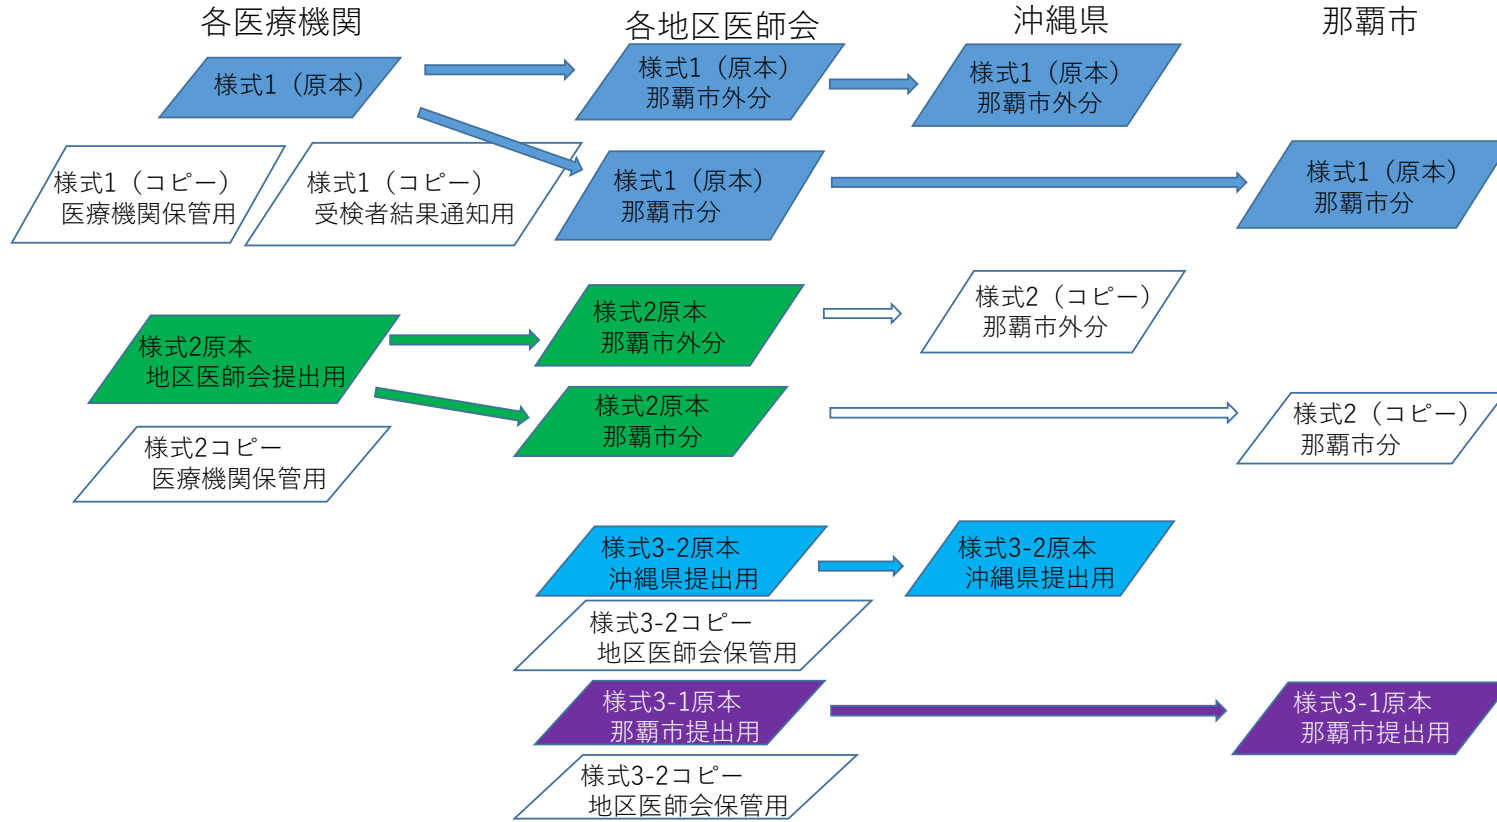 各医療機関
各地区医師会
沖縄県
那覇市
様式1（原本）
様式1（原本）
那覇市外分
様式1（原本）
那覇市外分
様式1（コピー）
医療機関保管用
様式1（コピー）
受検者結果通知用
様式1（原本）
那覇市分
様式1（原本）
那覇市分
様式2原本
地区医師会提出用
様式2原本
那覇市外分
様式2（コピー）
那覇市外分
様式2コピー
医療機関保管用
様式2原本
那覇市分
様式2（コピー）
那覇市分
様式3-2原本
沖縄県提出用
様式3-2原本
沖縄県提出用
様式3-2コピー
地区医師会保管用
様式3-1原本
那覇市提出用
様式3-1原本
那覇市提出用
様式3-2コピー
地区医師会保管用